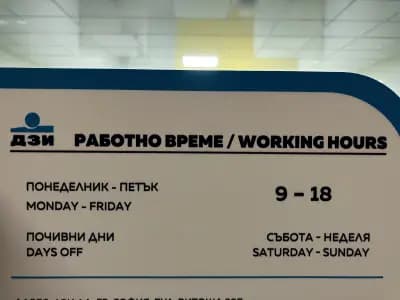 ДЗИ РАБОТНО ВРЕМЕ / WORKING HOURS
ПОНЕДЕЛНИК - ПЕТЪК
MONDAY - FRIDAY
9 - 18
ПОЧИВНИ ДНИ
DAYS OFF
СЪБОТА - НЕДЕЛЯ
SATURDAY - SUNDAY